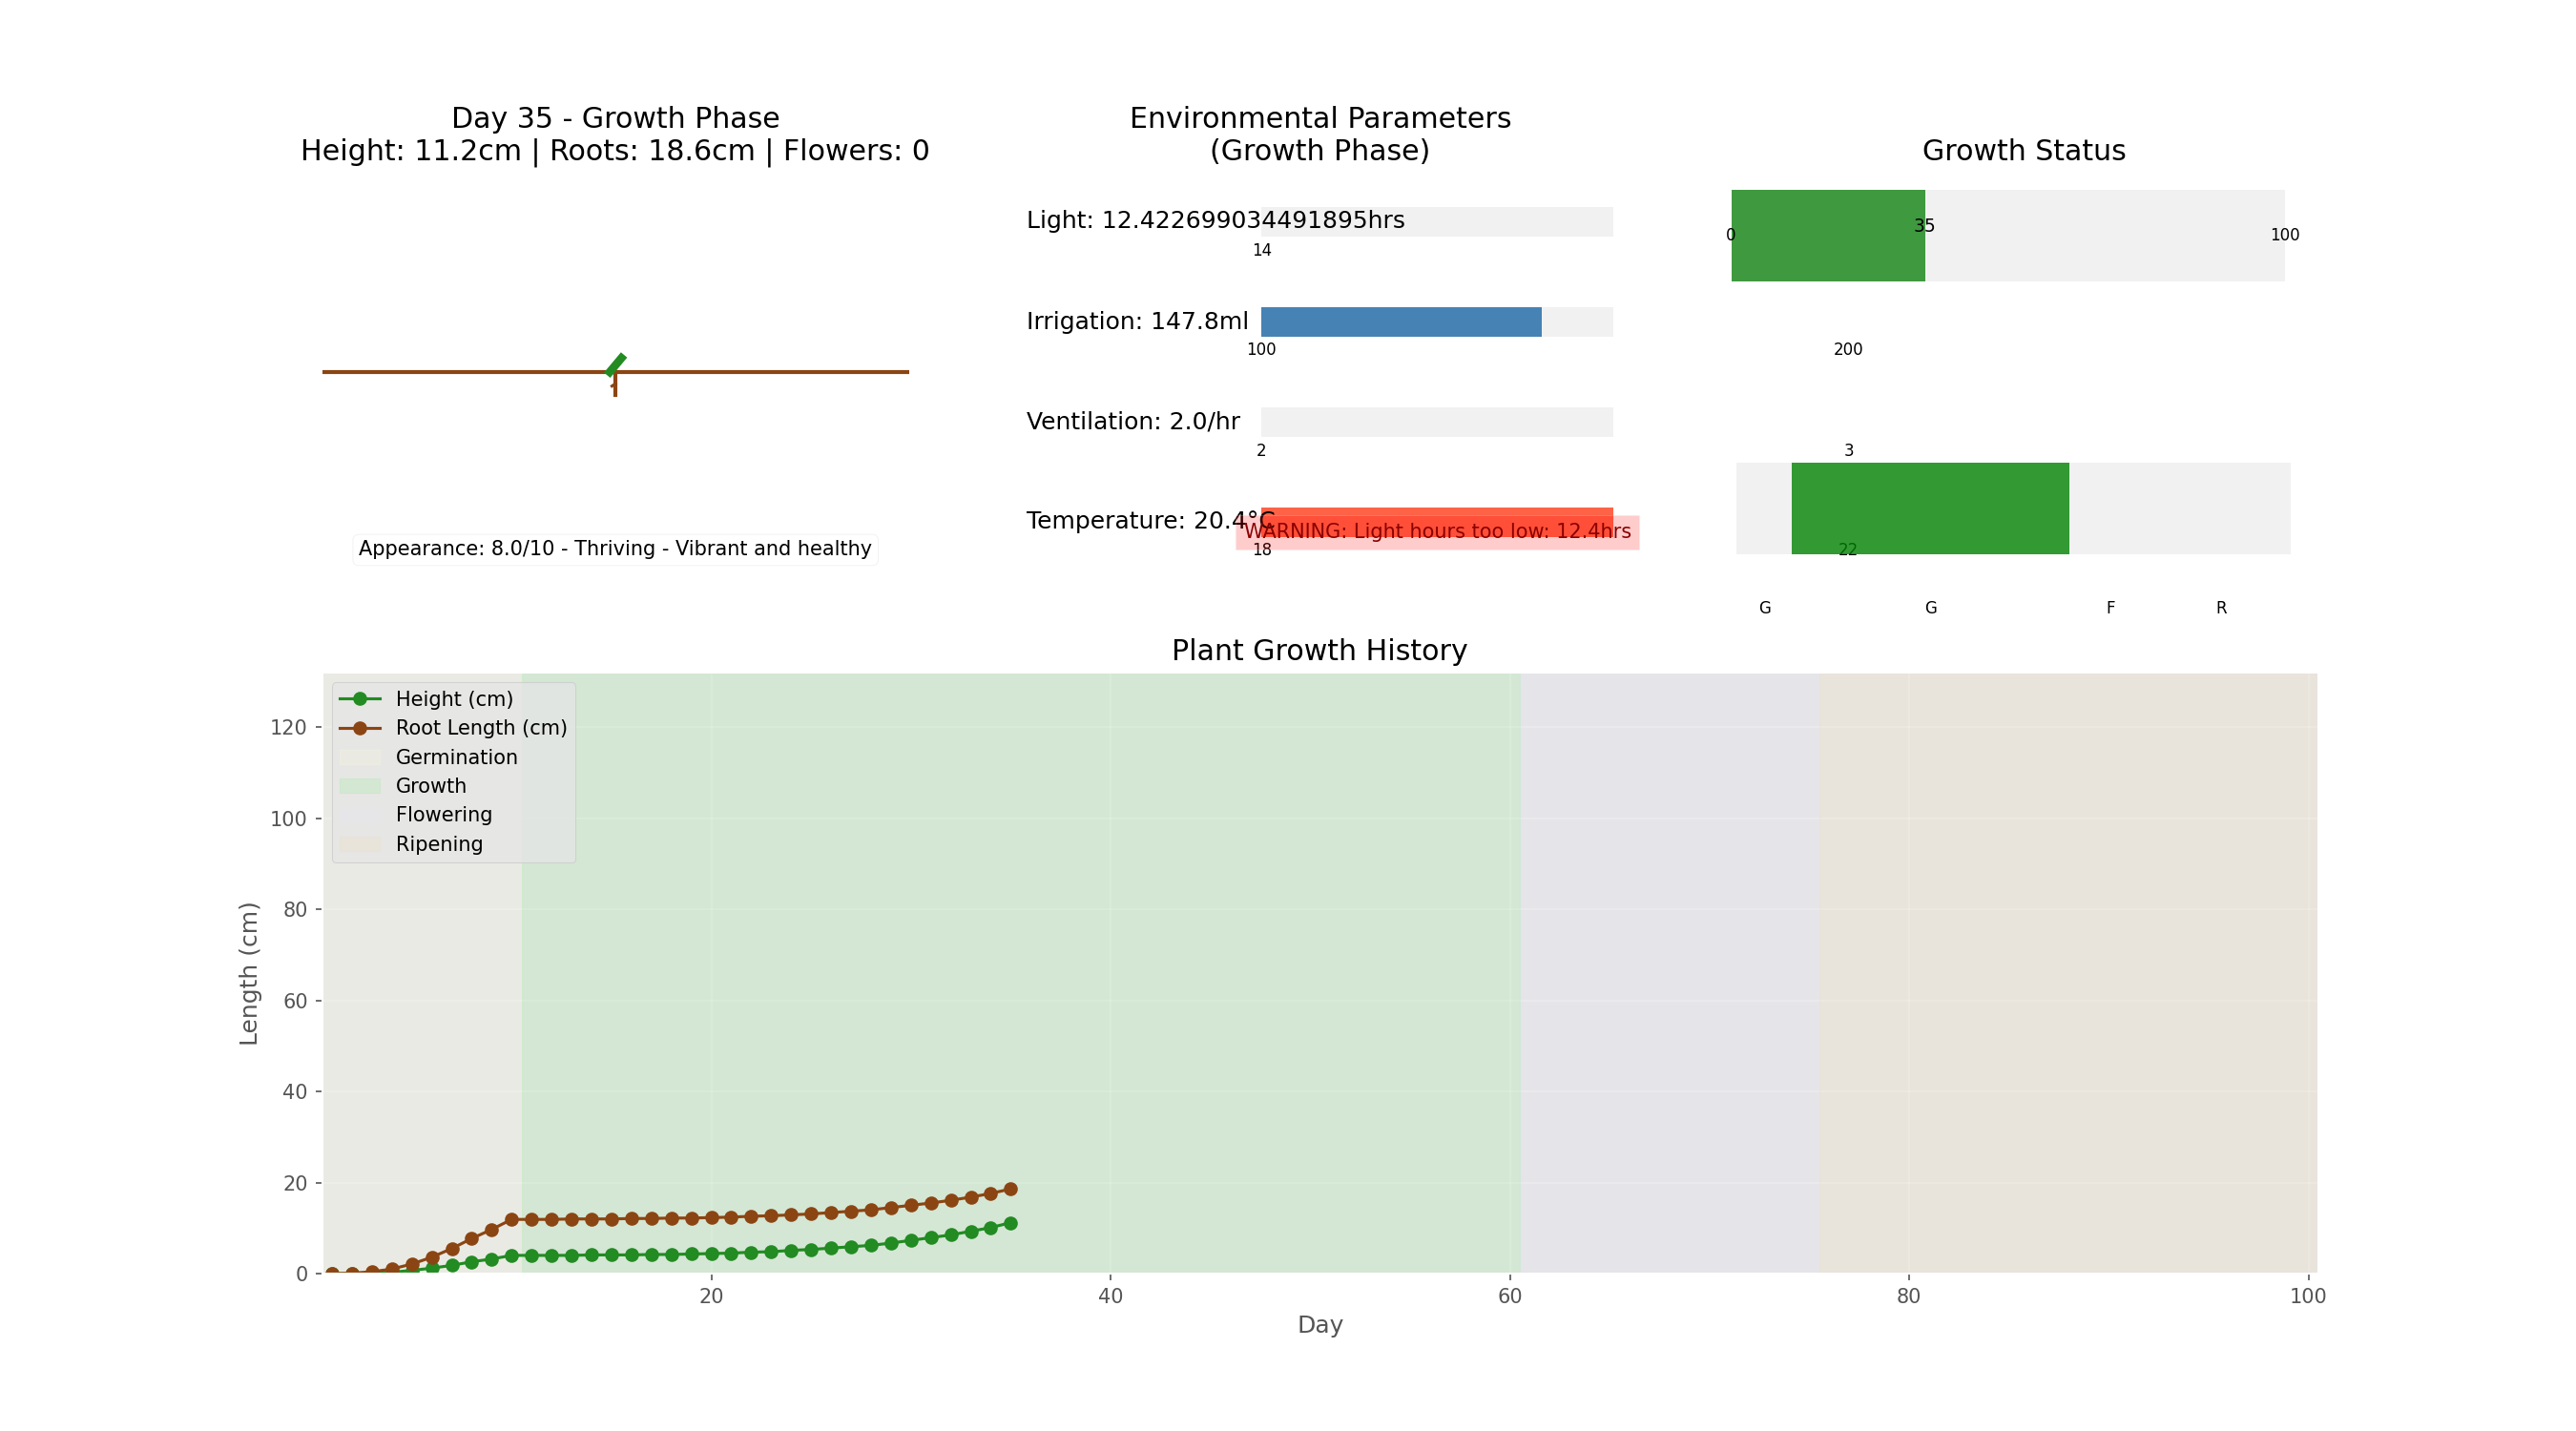 Day 35 - Growth Phase
Height: 11.2cm | Roots: 18.6cm | Flowers: 0
Appearance: 8.0/10 - Thriving - Vibrant and healthy
Environmental Parameters
(Growth Phase)
Light: 12.422699034491895hrs
14
Irrigation: 147.8ml
100
200
Ventilation: 2.0/hr
2
3
Temperature: 20.4°C
WARNING: Light hours too low: 12.4hrs
18
22
Growth Status
0
35
100
G
G
F
R
Plant Growth History
Height (cm)
Root Length (cm)
Germination
Growth
Flowering
Ripening
Length (cm)
120
100
80
60
40
20
0
20
40
60
80
100
Day